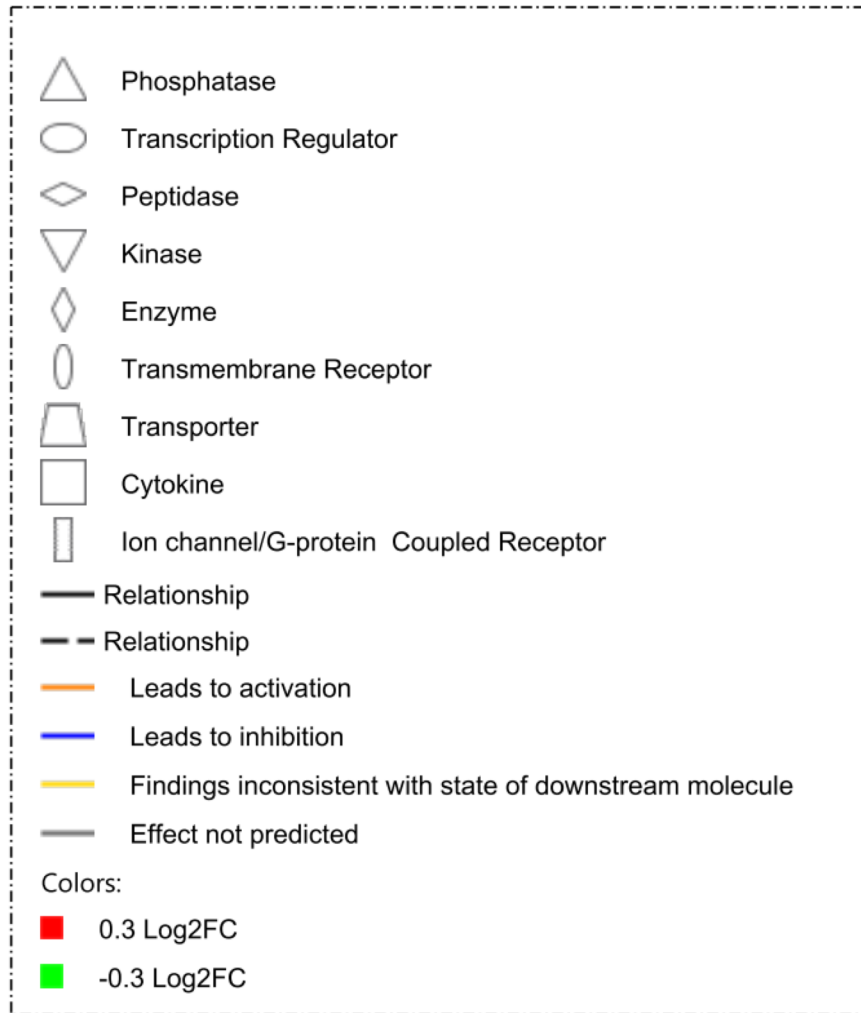 Phosphatase
Transcription Regulator
Peptidase
Kinase
Enzyme
Transmembrane Receptor
Transporter
Cytokine
Ion channel/G-protein Coupled Receptor
Relationship
Relationship
Leads to activation
Leads to inhibition
Findings inconsistent with state of downstream molecule
Effect not predicted
Colors:
0.3 Log2FC
-0.3 Log2FC